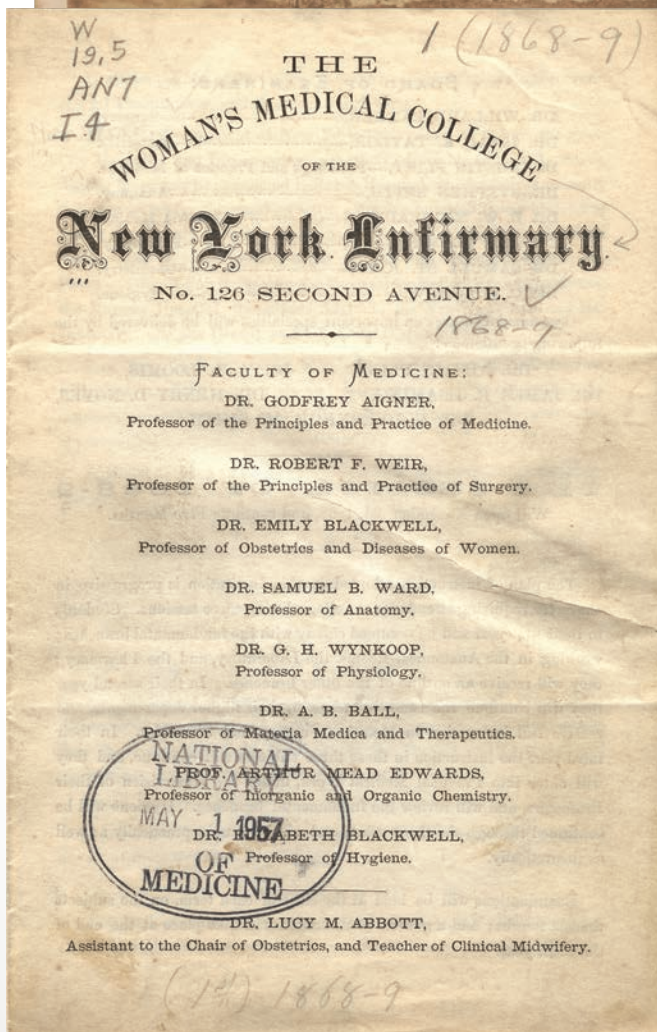 W
19,5
AN7
I.4
1 (1868-9)
THE
WOMAN'S MEDICAL COLLEGE
OF THE
New York Infirmary.
No. 126 SECOND AVENUE.
1868-9
FACULTY OF MEDICINE:
DR. GODFREY AIGNER,
Professor of the Principles and Practice of Medicine.
DR. ROBERT F. WEIR,
Professor of the Principles and Practice of Surgery.
DR. EMILY BLACKWELL,
Professor of Obstetrics and Diseases of Women.
DR. SAMUEL B. WARD,
Professor of Anatomy.
DR. G. H. WYNKOOP,
Professor of Physiology.
DR. A. B. BALL,
Professor of Materia Medica and Therapeutics.
PROF. ARTHUR MEAD EDWARDS,
Professor of Inorganic and Organic Chemistry.
DR. ELIZABETH BLACKWELL,
Professor of Hygiene.
NATIONAL
LIBRARY
MAY 1 1957
OF
MEDICINE
DR. LUCY M. ABBOTT,
Assistant to the Chair of Obstetrics, and Teacher of Clinical Midwifery.
(1st) 1868-9